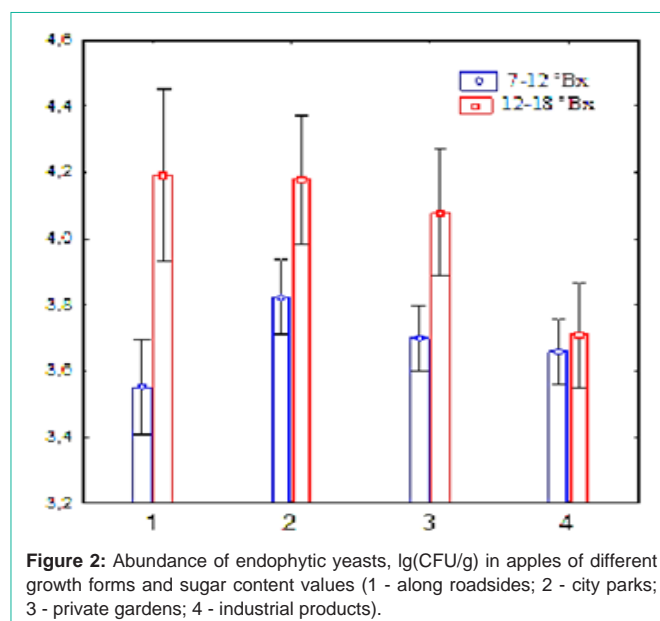 4,6
4,4
4,2
4,0
3,8
3,6
3,4
3,2
7-12 °Bx
12-18 °Bx
1 2 3 4
Figure 2: Abundance of endophytic yeasts, lg(CFU/g) in apples of different
growth forms and sugar content values (1 - along roadsides; 2 - city parks;
3 - private gardens; 4 - industrial products).